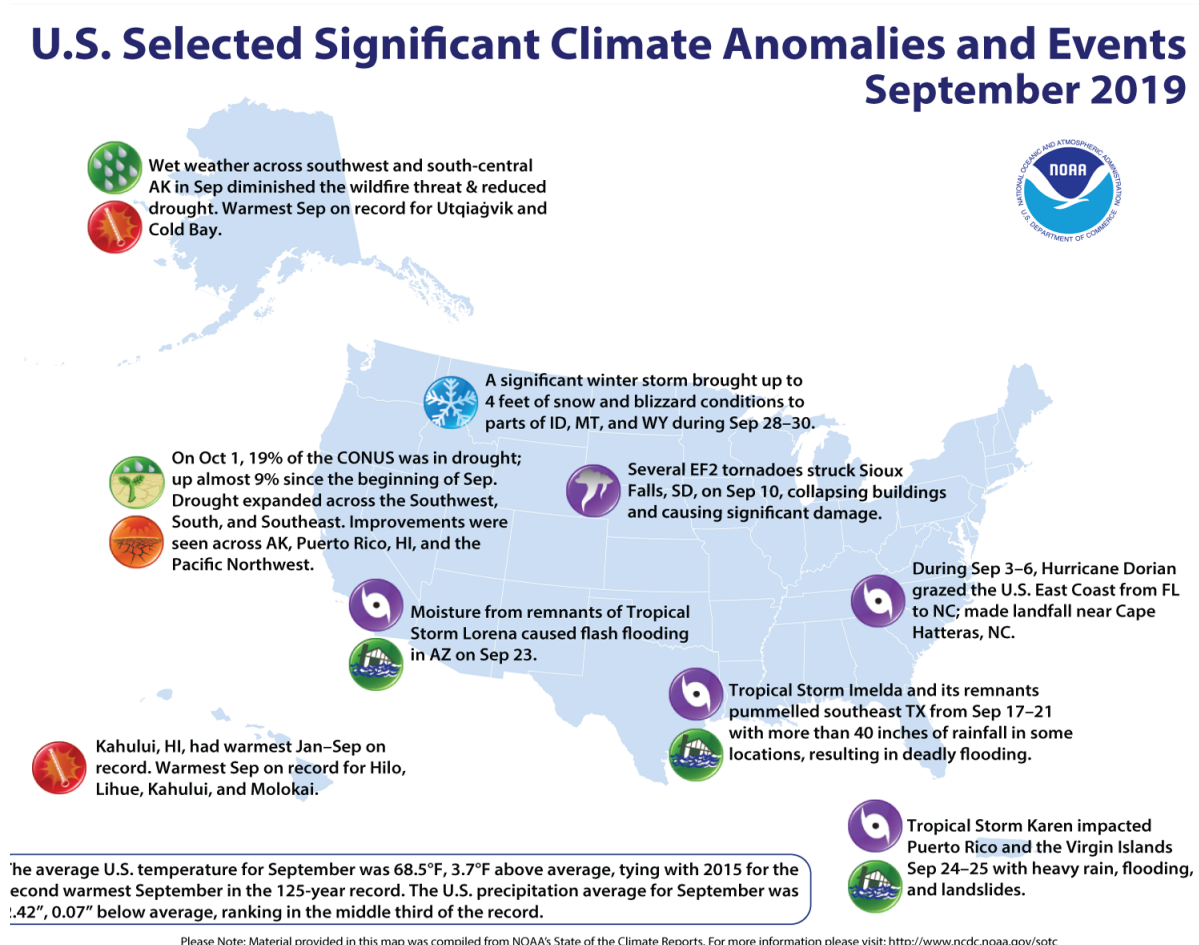 U.S. Selected Significant Climate Anomalies and Events
September 2019
NATIONAL OCEANIC AND ATMOSPHERIC ADMINISTRATION
NOAA
U.S. DEPARTMENT OF COMMERCE
Wet weather across southwest and south-central
AK in Sep diminished the wildfire threat & reduced
drought. Warmest Sep on record for Utqiaġvik and
Cold Bay.
A significant winter storm brought up to
4 feet of snow and blizzard conditions to
parts of ID, MT, and WY during Sep 28–30.
On Oct 1, 19% of the CONUS was in drought;
up almost 9% since the beginning of Sep.
Drought expanded across the Southwest,
South, and Southeast. Improvements were
seen across AK, Puerto Rico, HI, and the
Pacific Northwest.
Several EF2 tornadoes struck Sioux
Falls, SD, on Sep 10, collapsing buildings
and causing significant damage.
During Sep 3–6, Hurricane Dorian
grazed the U.S. East Coast from FL
to NC; made landfall near Cape
Hatteras, NC.
Moisture from remnants of Tropical
Storm Lorena caused flash flooding
in AZ on Sep 23.
Tropical Storm Imelda and its remnants
pummelled southeast TX from Sep 17–21
with more than 40 inches of rainfall in some
locations, resulting in deadly flooding.
Kahului, HI, had warmest Jan–Sep on
record. Warmest Sep on record for Hilo,
Lihue, Kahului, and Molokai.
Tropical Storm Karen impacted
Puerto Rico and the Virgin Islands
Sep 24–25 with heavy rain, flooding,
and landslides.
The average U.S. temperature for September was 68.5°F, 3.7°F above average, tying with 2015 for the
econd warmest September in the 125-year record. The U.S. precipitation average for September was
.42”, 0.07” below average, ranking in the middle third of the record.
Please Note: Material provided in this map was compiled from NOAA's State of the Climate Reports. For more information please visit: http://www.ncdc.noaa.gov/sotc